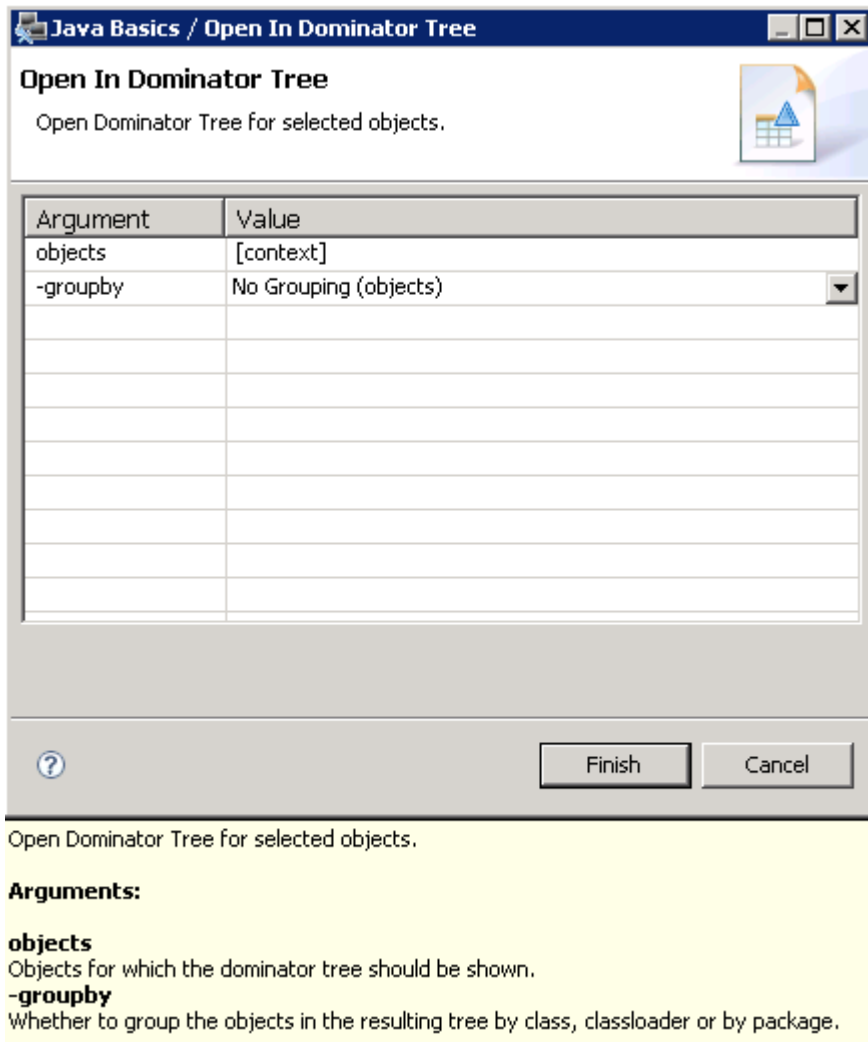 Java Basics / Open In Dominator Tree
Open In Dominator Tree
Open Dominator Tree for selected objects.
Argument Value
objects [context]
-groupby No Grouping (objects)
Finish Cancel
Open Dominator Tree for selected objects.
Arguments:
objects
Objects for which the dominator tree should be shown.
-groupby
Whether to group the objects in the resulting tree by class, classloader or by package.